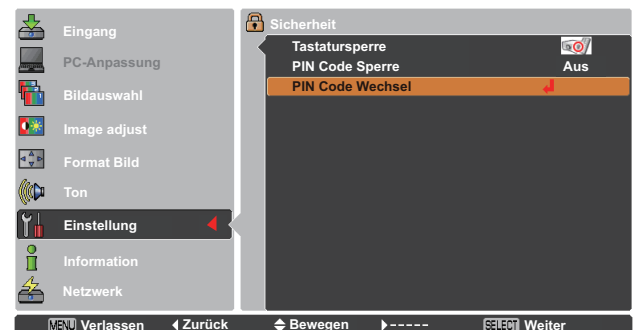 Eingang
PC-Anpassung
Bildauswahl
Image adjust
Format Bild
Ton
Einstellung
Information
Netzwerk
Sicherheit
Tastatursperre
PIN Code Sperre Aus
PIN Code Wechsel
MENU Verlassen Zurück Bewegen ----- SELECT Weiter